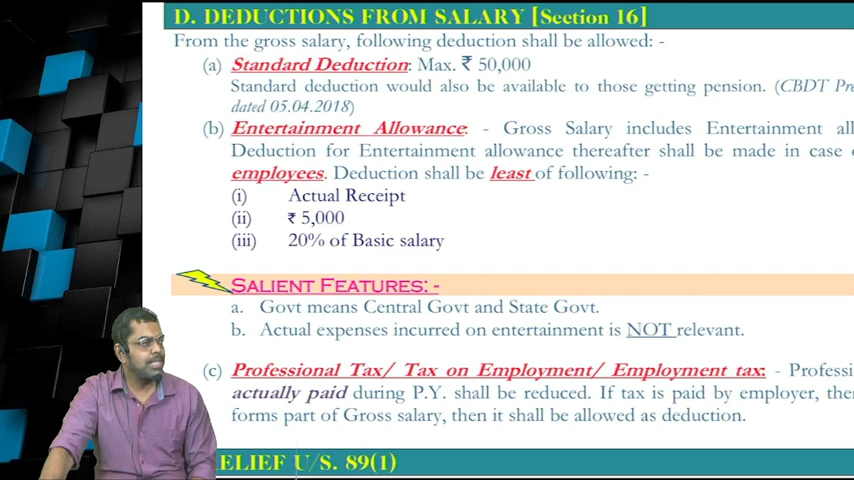 D. DEDUCTIONS FROM SALARY [Section 16]
From the gross salary, following deduction shall be allowed: -
(a) Standard Deduction: Max. ₹ 50,000
Standard deduction would also be available to those getting pension. (CBDT
dated 05.04.2018)
(b) Entertainment Allowance: - Gross Salary includes Entertainment
Deduction for Entertainment allowance thereafter shall be made in case
employees. Deduction shall be least of following: -
(i) Actual Receipt
(ii) ₹ 5,000
(iii) 20% of Basic salary
SALIENT FEATURES: -
a. Govt means Central Govt and State Govt.
b. Actual expenses incurred on entertainment is NOT relevant.
(c) Professional Tax/ Tax on Employment/ Employment tax: -
actually paid during P.Y. shall be reduced. If tax is paid by employer,
forms part of Gross salary, then it shall be allowed as deduction.
RELIEF U/S. 89(1)